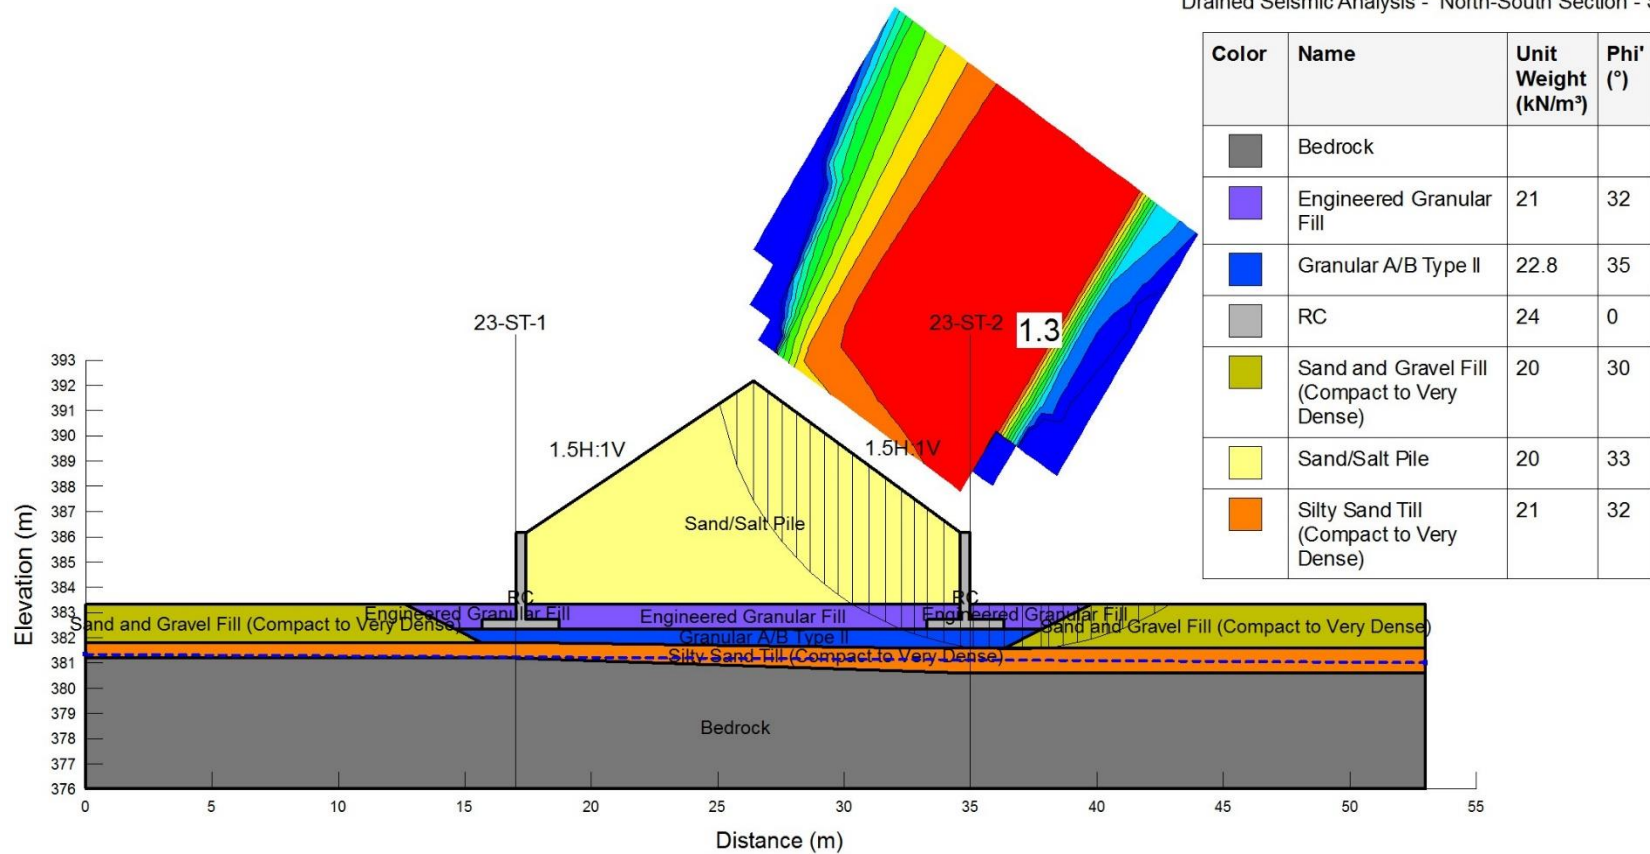 Drained Seismic Analysis - North-South Section -
Color Name Unit Weight (kN/m³) Phi' (°)
Bedrock
Engineered Granular Fill 21 32
Granular A/B Type II 22.8 35
RC 24 0
Sand and Gravel Fill (Compact to Very Dense) 20 30
Sand/Salt Pile 20 33
Silty Sand Till (Compact to Very Dense) 21 32
23-ST-1
23-ST-2
1.3
1.5H:1V
1.5H:1V
Sand/Salt Pile
RC
RC
Engineered Granular Fill
Engineered Granular Fill
Engineered Granular Fill
Sand and Gravel Fill (Compact to Very Dense)
Sand and Gravel Fill (Compact to Very Dense)
Granular A/B Type II
Silty Sand Till (Compact to Very Dense)
Bedrock
Elevation (m)
393
392
391
390
389
388
387
386
385
384
383
382
381
380
379
378
377
376
0 5 10 15 20 25 30 35 40 45 50 55
Distance (m)